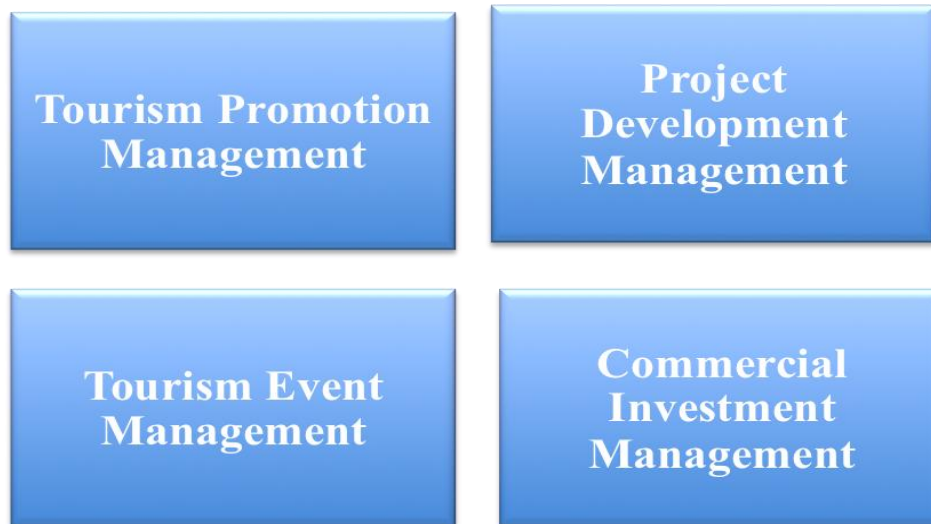 Tourism Promotion
Management
Project
Development
Management
Tourism Event
Management
Commercial
Investment
Management